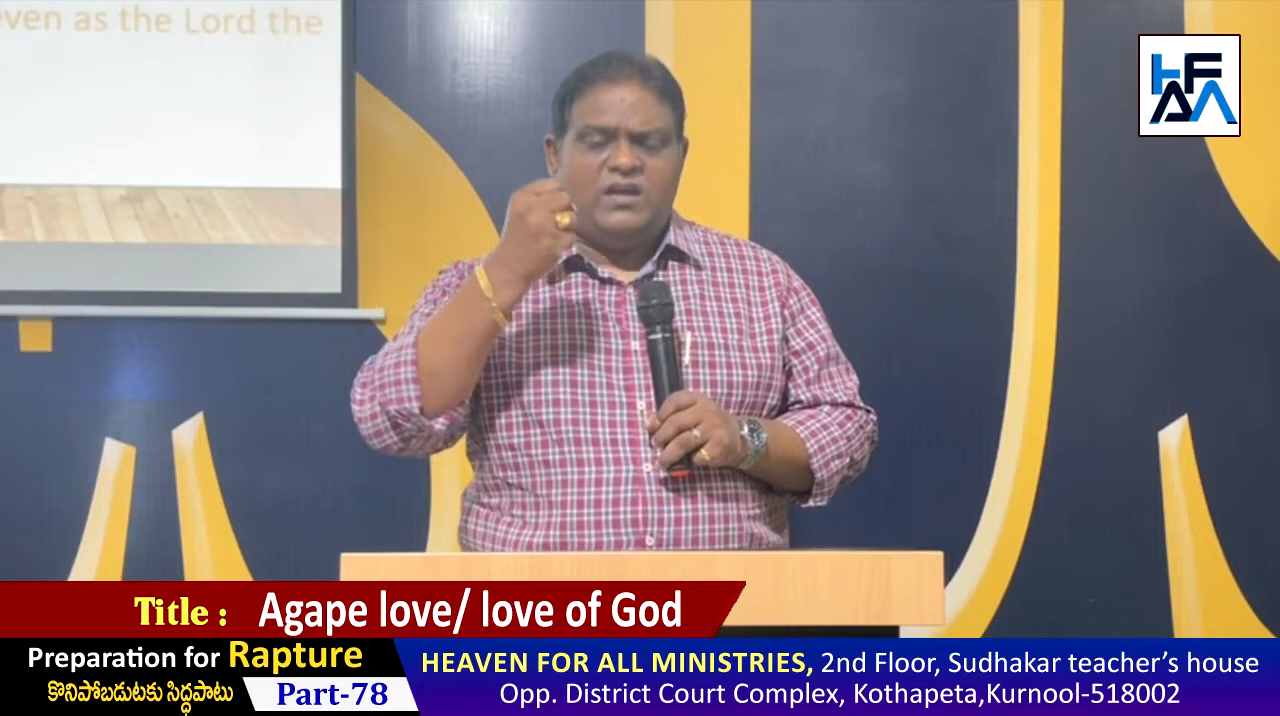 even as the Lord the
HFAM
Title : Agape love/ love of God
Preparation for Rapture
కొనిపోబడుటకు సిద్ధపాటు
Part-78
HEAVEN FOR ALL MINISTRIES, 2nd Floor, Sudhakar teacher’s house
Opp. District Court Complex, Kothapeta,Kurnool-518002